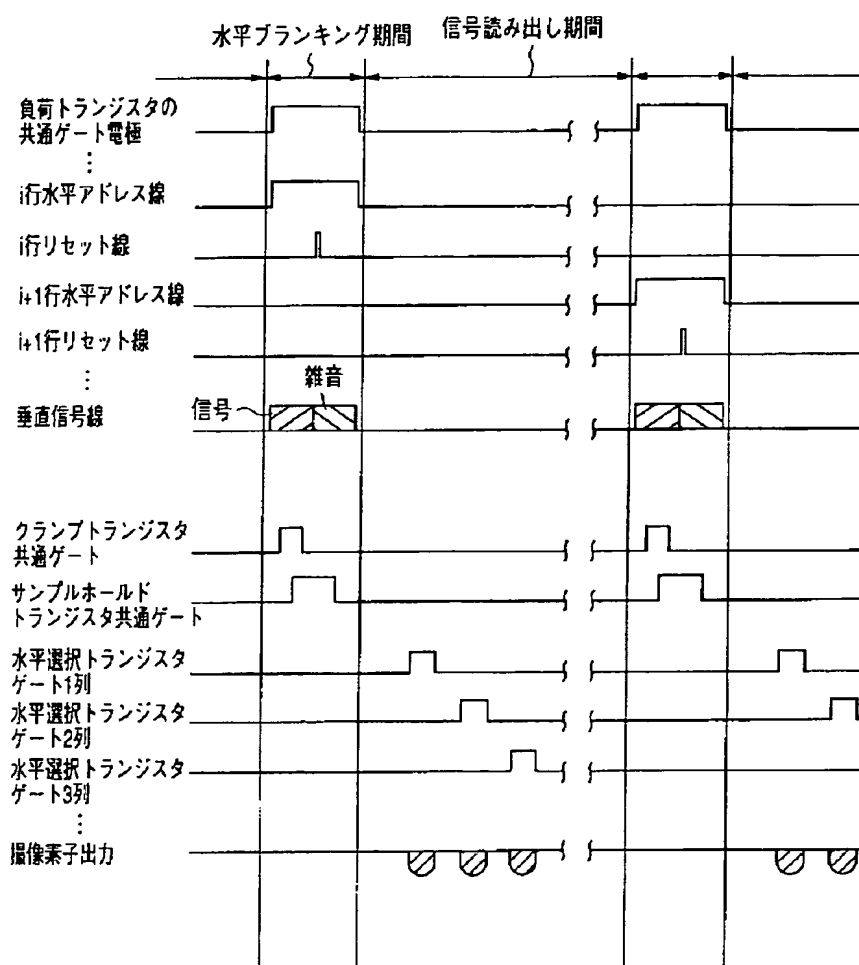 水平ブランキング期間
信号読み出し期間
負荷トランジスタの
共通ゲート電極
⋮
i行水平アドレス線
i行リセット線
i+1行水平アドレス線
i+1行リセット線
⋮
雑音
信号
垂直信号線
クランプトランジスタ
共通ゲート
サンプルホールド
トランジスタ共通ゲート
水平選択トランジスタ
ゲート1列
水平選択トランジスタ
ゲート2列
水平選択トランジスタ
ゲート3列
⋮
撮像素子出力